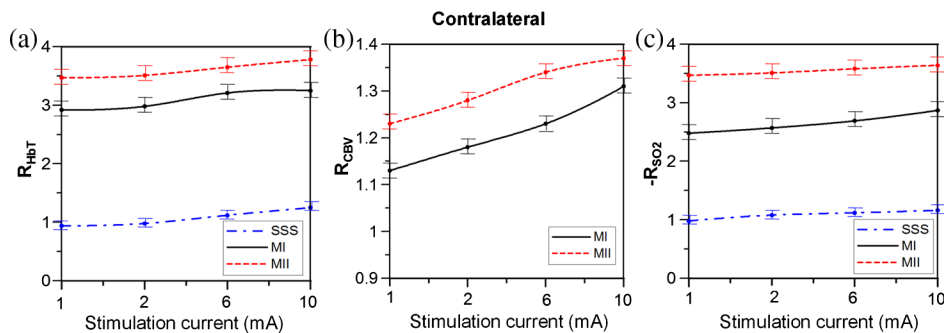 Contralateral
(a)
4
3
2
1
0
R_HbT
SSS
MI
MII
1 2 6 10
Stimulation current (mA)
(b)
1.4
1.3
1.2
1.1
1
0.9
R_CBV
MI
MII
1 2 6 10
Stimulation current (mA)
(c)
4
3
2
1
0
-R_SO2
SSS
MI
MII
1 2 6 10
Stimulation current (mA)